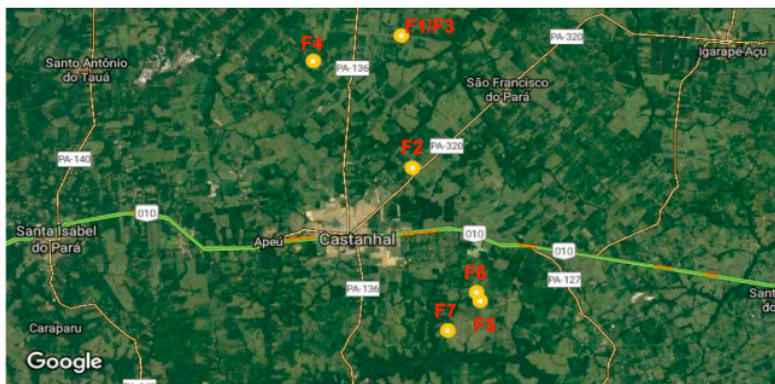 F1/F3
PA-320
Igarapé-Açu
F4
Santo Antônio
do Tauá
PA-136
São Francisco
do Pará
PA-320
PA-140
F2
010
Santa Isabel
do Pará
Apeú
Castanhal
010
010
PA-136
F6
PA-127
F5
F7
Caraparu
Google